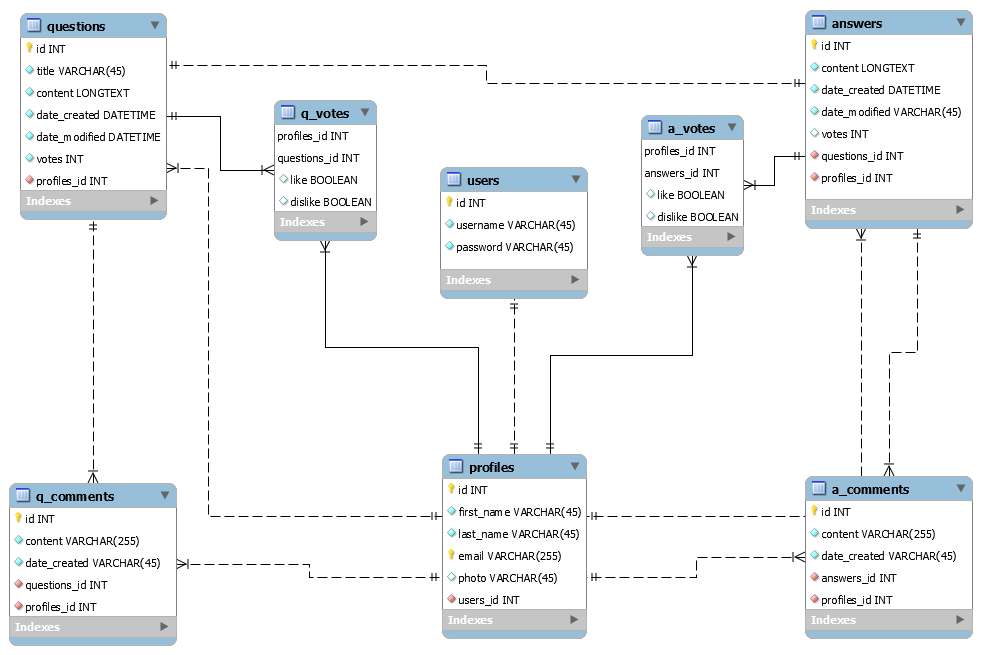 questions
id INT
title VARCHAR(45)
content LONGTEXT
date_created DATETIME
date_modified DATETIME
votes INT
profiles_id INT
Indexes
q_votes
profiles_id INT
questions_id INT
like BOOLEAN
dislike BOOLEAN
Indexes
users
id INT
username VARCHAR(45)
password VARCHAR(45)
Indexes
a_votes
profiles_id INT
answers_id INT
like BOOLEAN
dislike BOOLEAN
Indexes
answers
id INT
content LONGTEXT
date_created DATETIME
date_modified VARCHAR(45)
votes INT
questions_id INT
profiles_id INT
Indexes
q_comments
id INT
content VARCHAR(255)
date_created VARCHAR(45)
questions_id INT
profiles_id INT
Indexes
profiles
id INT
first_name VARCHAR(45)
last_name VARCHAR(45)
email VARCHAR(255)
photo VARCHAR(45)
users_id INT
Indexes
a_comments
id INT
content VARCHAR(255)
date_created VARCHAR(45)
answers_id INT
profiles_id INT
Indexes